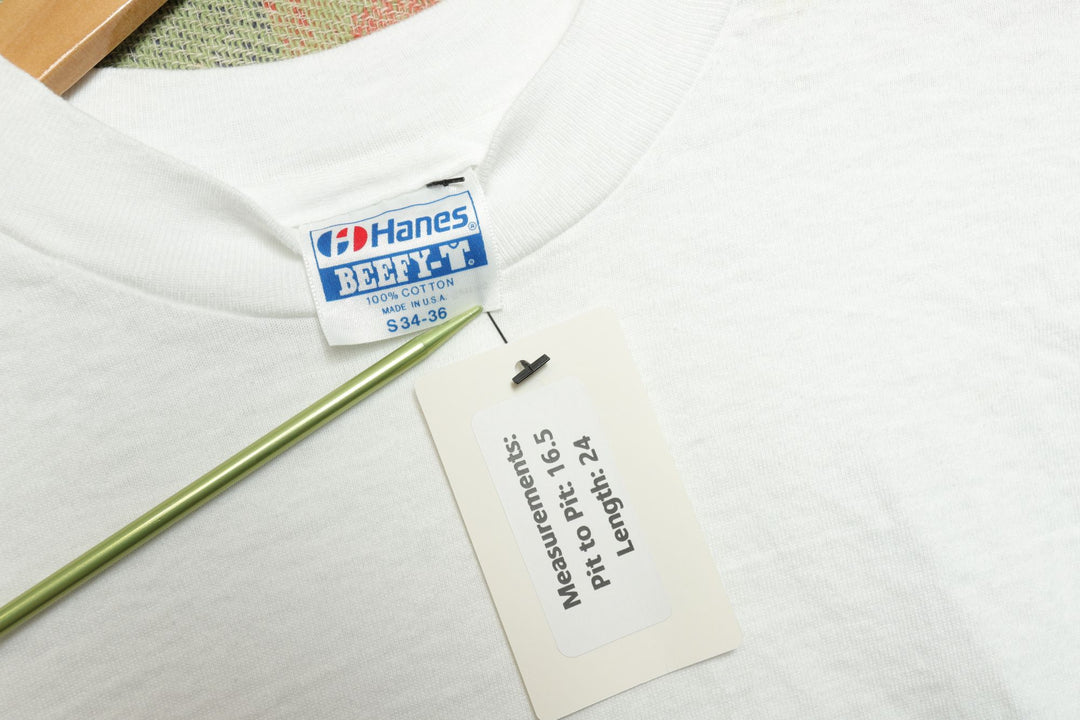 Hanes®
BEEFY-T®
100% COTTON
MADE IN U.S.A.
S 34-36
Measurements:
Pit to Pit: 16.5
Length: 24